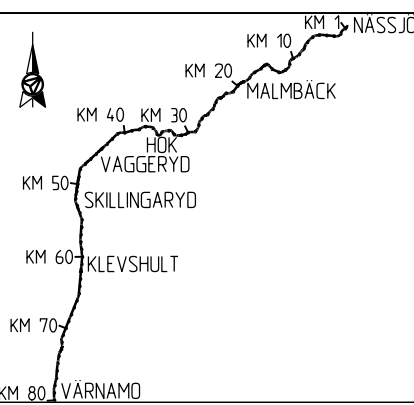 KM 1 NÄSSJÖ
KM 10
KM 20
MALMBÄCK
KM 40 KM 30
HOK
VAGGERYD
KM 50
SKILLINGARYD
KM 60 KLEVSHULT
KM 70
KM 80 VÄRNAMO